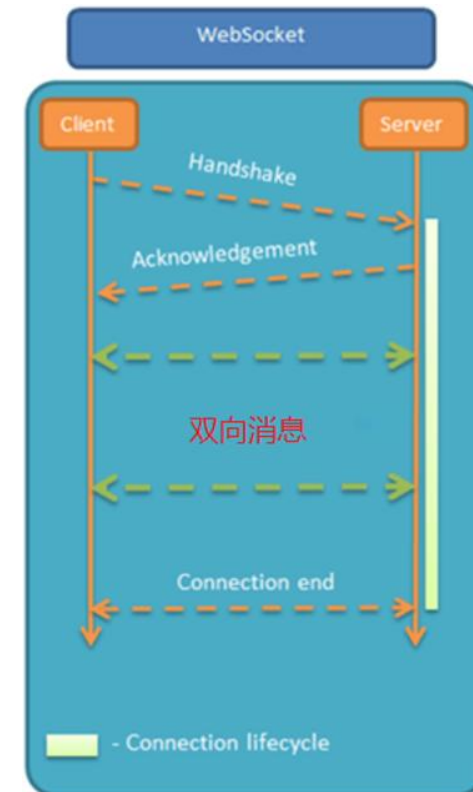 WebSocket
Client
Server
Handshake
Acknowledgement
双向消息
Connection end
- Connection lifecycle